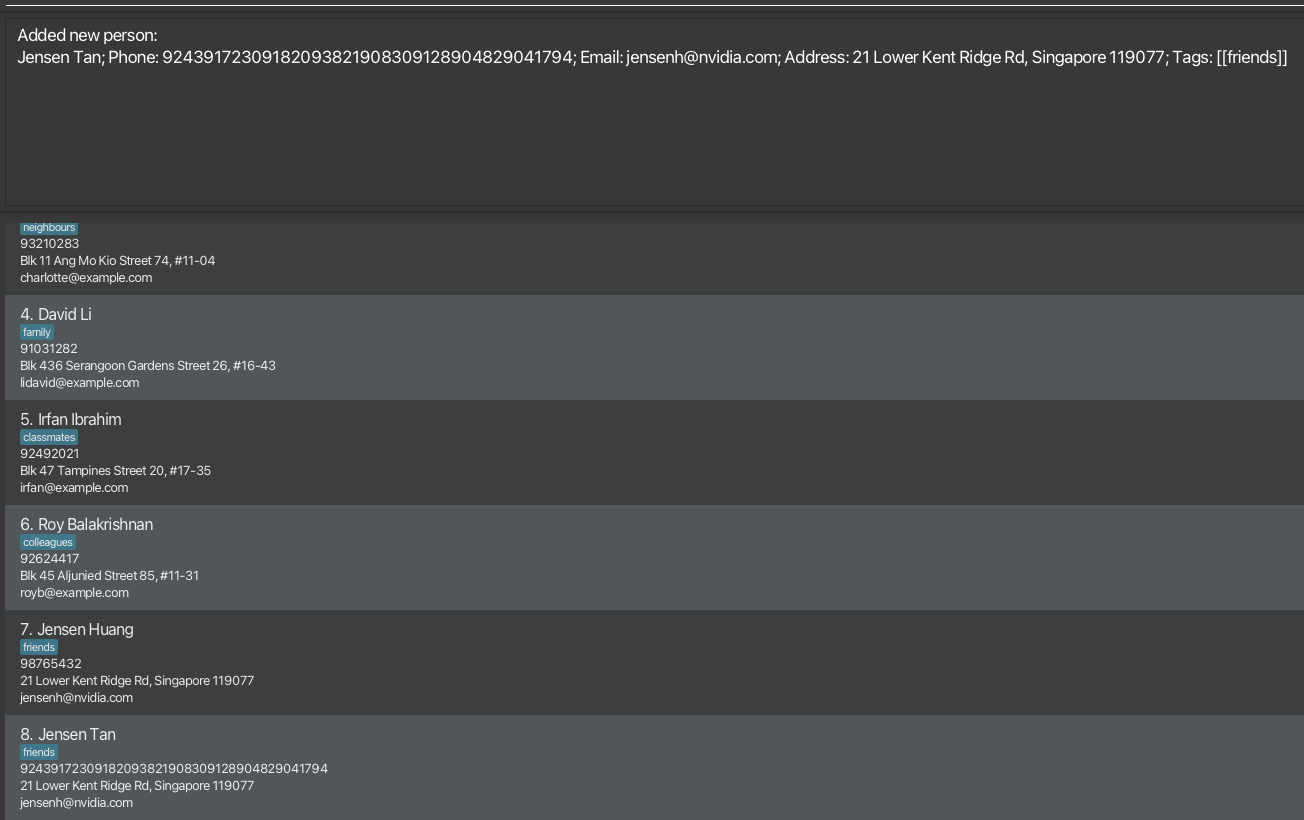 Added new person:
Jensen Tan; Phone: 92439172309182093821908309128904829041794; Email: jensenh@nvidia.com; Address: 21 Lower Kent Ridge Rd, Singapore 119077; Tags: [[friends]]
neighbours
93210283
Blk 11 Ang Mo Kio Street 74, #11-04
charlotte@example.com
4. David Li
family
91031282
Blk 436 Serangoon Gardens Street 26, #16-43
lidavid@example.com
5. Irfan Ibrahim
classmates
92492021
Blk 47 Tampines Street 20, #17-35
irfan@example.com
6. Roy Balakrishnan
colleagues
92624417
Blk 45 Aljunied Street 85, #11-31
royb@example.com
7. Jensen Huang
friends
98765432
21 Lower Kent Ridge Rd, Singapore 119077
jensenh@nvidia.com
8. Jensen Tan
friends
92439172309182093821908309128904829041794
21 Lower Kent Ridge Rd, Singapore 119077
jensenh@nvidia.com